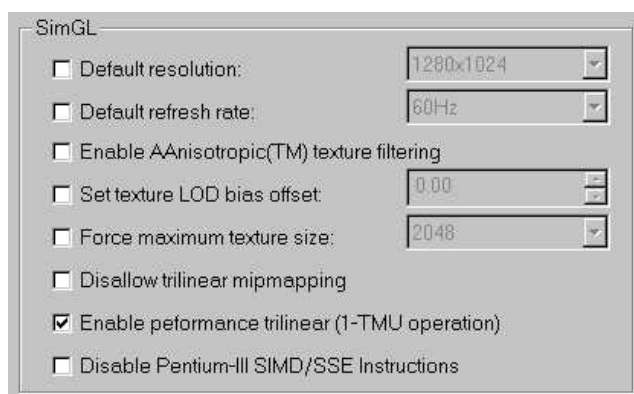 SimGL
Default resolution: 1280x1024
Default refresh rate: 60Hz
Enable AAnisotropic(TM) texture filtering
Set texture LOD bias offset: 0.00
Force maximum texture size: 2048
Disallow trilinear mipmapping
Enable peformance trilinear (1-TMU operation)
Disable Pentium-III SIMD/SSE Instructions